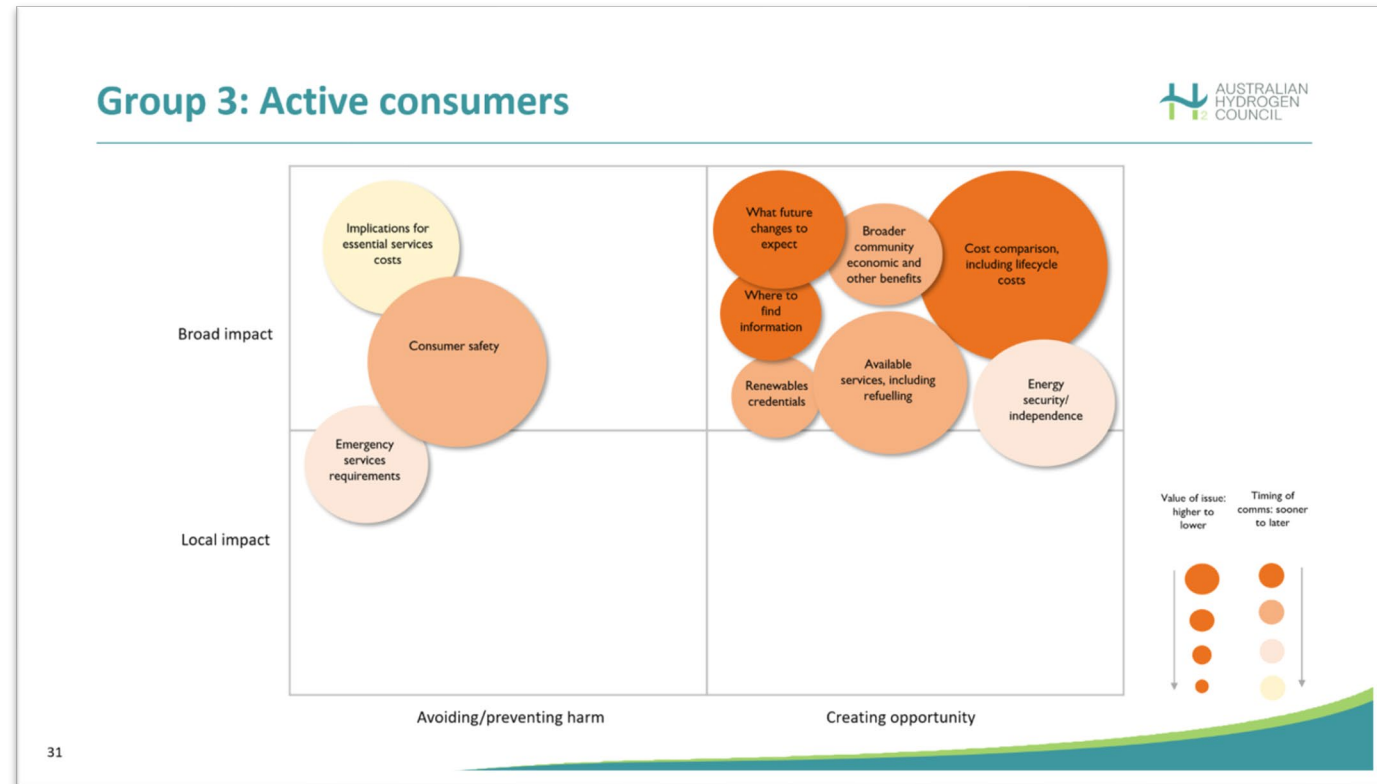 Group 3: Active consumers
AUSTRALIAN
HYDROGEN
COUNCIL
H2
Broad impact
Local impact
Implications for
essential services
costs
Consumer safety
Emergency
services
requirements
What future
changes to
expect
Broader
community
economic and
other benefits
Cost comparison,
including lifecycle
costs
Where to
find
information
Renewables
credentials
Available
services, including
refuelling
Energy
security/
independence
Value of issue:
higher to
lower
Timing of
comms: sooner
to later
Avoiding/preventing harm
Creating opportunity
31